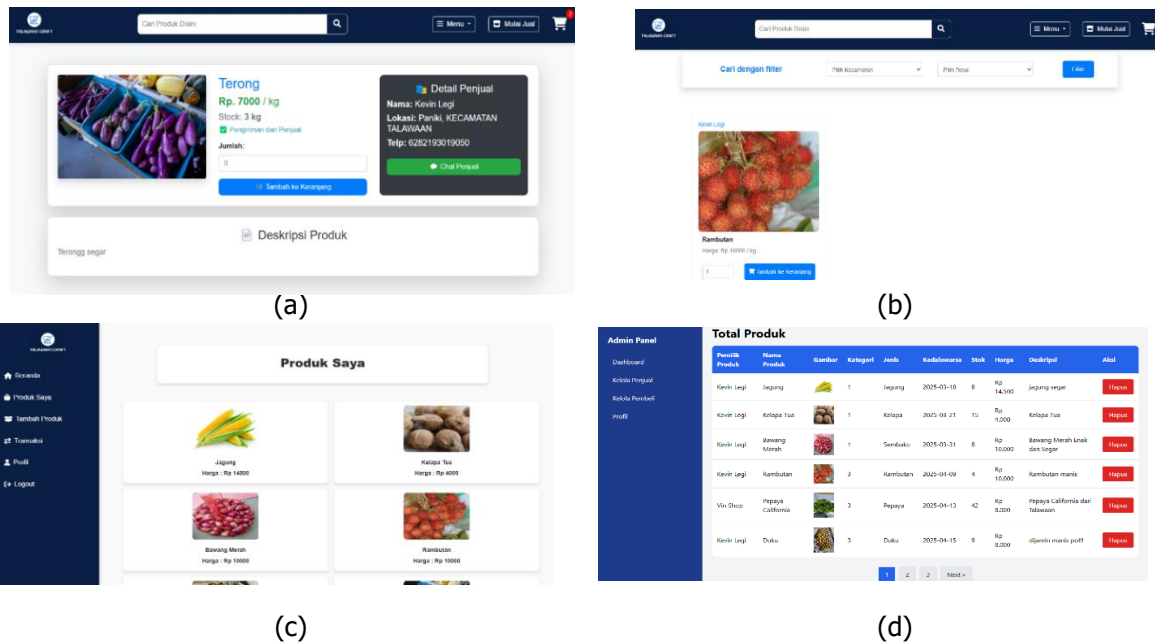 TALAWAAN CRAFT
Cari Produk Disini
Menu
Mulai Jual
Terong
Rp. 7000 / kg
Stock: 3 kg
Pengiriman dari Penjual
Jumlah:
0
Tambah ke Keranjang
Detail Penjual
Nama: Kevin Legi
Lokasi: Paniki, KECAMATAN
TALAWAAN
Telp: 6282193019050
Chat Penjual
Deskripsi Produk
Terongg segar
(a)
TALAWAAN CRAFT
Cari Produk Disini
Menu
Mulai Jual
Cari dengan filter
Pilih Kecamatan
Pilih Desa
Filter
Kevin Legi
Rambutan
Harga: Rp 10000 / kg
1
Tambah ke Keranjang
(b)
TALAWAAN CRAFT
Beranda
Produk Saya
Tambah Produk
Transaksi
Profil
Logout
Produk Saya
Jagung
Harga : Rp 14500
Kelapa Tua
Harga : Rp 4000
Bawang Merah
Harga : Rp 10000
Rambutan
Harga : Rp 10000
(c)
Admin Panel
Dashboard
Kelola Penjual
Kelola Pembeli
Profil
Total Produk
Pemilik Produk Nama Produk Gambar Kategori Jenis Kadaluwarsa Stok Harga Deskripsi Aksi
Kevin Legi Jagung 1 Jagung 2025-03-18 8 Rp 14.500 jagung segar Hapus
Kevin Legi Kelapa Tua 1 Kelapa 2025-03-21 15 Rp 4.000 Kelapa Tua Hapus
Kevin Legi Bawang Merah 1 Sembako 2025-03-31 8 Rp 10.000 Bawang Merah Enak dan Segar Hapus
Kevin Legi Rambutan 3 Rambutan 2025-04-09 4 Rp 10.000 Rambutan manis Hapus
Vin Shop Pepaya California 3 Pepaya 2025-04-13 42 Rp 8.000 Pepaya California dari Talawaan Hapus
Kevin Legi Duku 3 Duku 2025-04-15 9 Rp 8.000 dijamin manis poll! Hapus
1 2 3 Next »
(d)